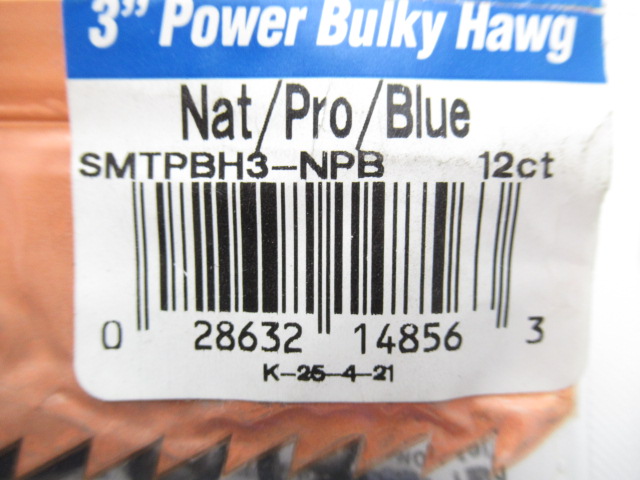 3” Power Bulky Hawg
Nat/Pro/Blue
SMTPBH3-NPB 12ct
0 28632 14856 3
K-25-4-21